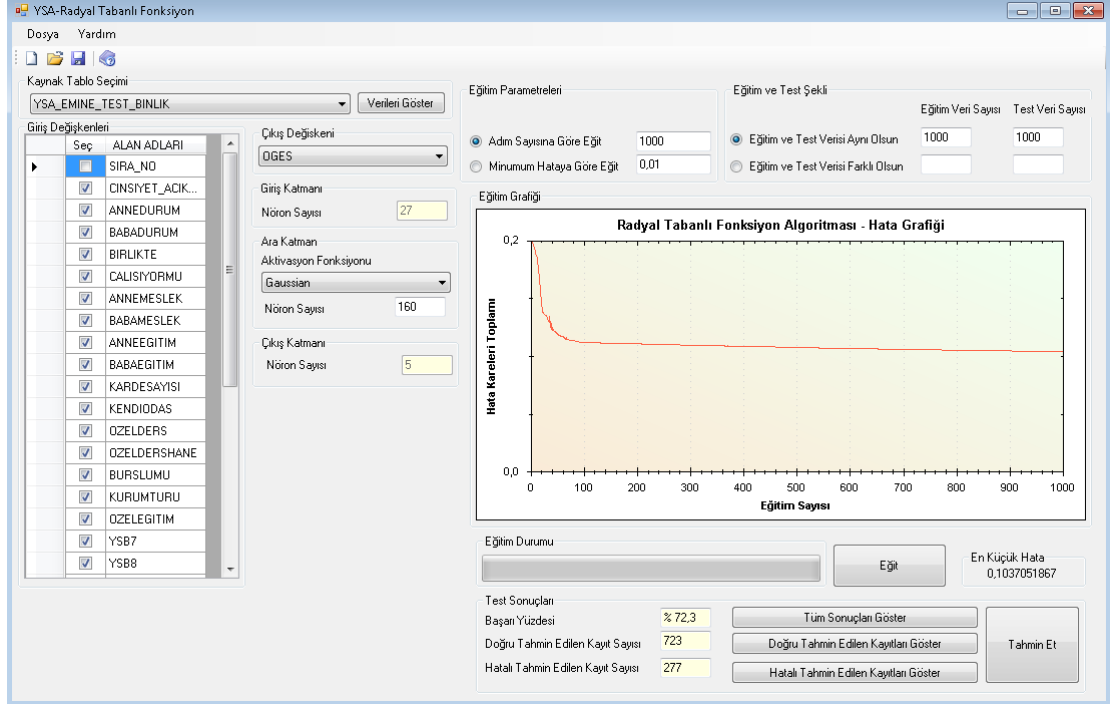 YSA-Radyal Tabanlı Fonksiyon
Dosya Yardım
Kaynak Tablo Seçimi
YSA_EMINE_TEST_BINLIK
Verileri Göster
Giriş Değişkenleri
Seç ALAN ADLARI
SIRA_NO
CINSIYET_ACIK...
ANNEDURUM
BABADURUM
BIRLIKTE
CALISIYORMU
ANNEMESLEK
BABAMESLEK
ANNEEGITIM
BABAEGITIM
KARDESAYISI
KENDIODAS
OZELDERS
OZELDERSHANE
BURSLUMU
KURUMTURU
OZELEGITIM
YSB7
YSB8
Çıkış Değiskeni
OGES
Giriş Katmanı
Nöron Sayısı 27
Ara Katman
Aktivasyon Fonksiyonu
Gaussian
Nöron Sayısı 160
Çıkış Katmanı
Nöron Sayısı 5
Eğitim Parametreleri
Adım Sayısına Göre Eğit 1000
Minumum Hataya Göre Eğit 0,01
Eğitim ve Test Şekli
Eğitim Veri Sayısı Test Veri Sayısı
Eğitim ve Test Verisi Aynı Olsun 1000 1000
Eğitim ve Test Verisi Farklı Olsun
Eğitim Grafiği
Radyal Tabanlı Fonksiyon Algoritması - Hata Grafiği
Hata Kareleri Toplamı
0,2
0,0
0 100 200 300 400 500 600 700 800 900 1000
Eğitim Sayısı
Eğitim Durumu
Eğit
En Küçük Hata
0,1037051867
Test Sonuçları
Başarı Yüzdesi % 72,3
Tüm Sonuçları Göster
Doğru Tahmin Edilen Kayıt Sayısı 723
Doğru Tahmin Edilen Kayıtları Göster
Hatalı Tahmin Edilen Kayıt Sayısı 277
Hatalı Tahmin Edilen Kayıtları Göster
Tahmin Et